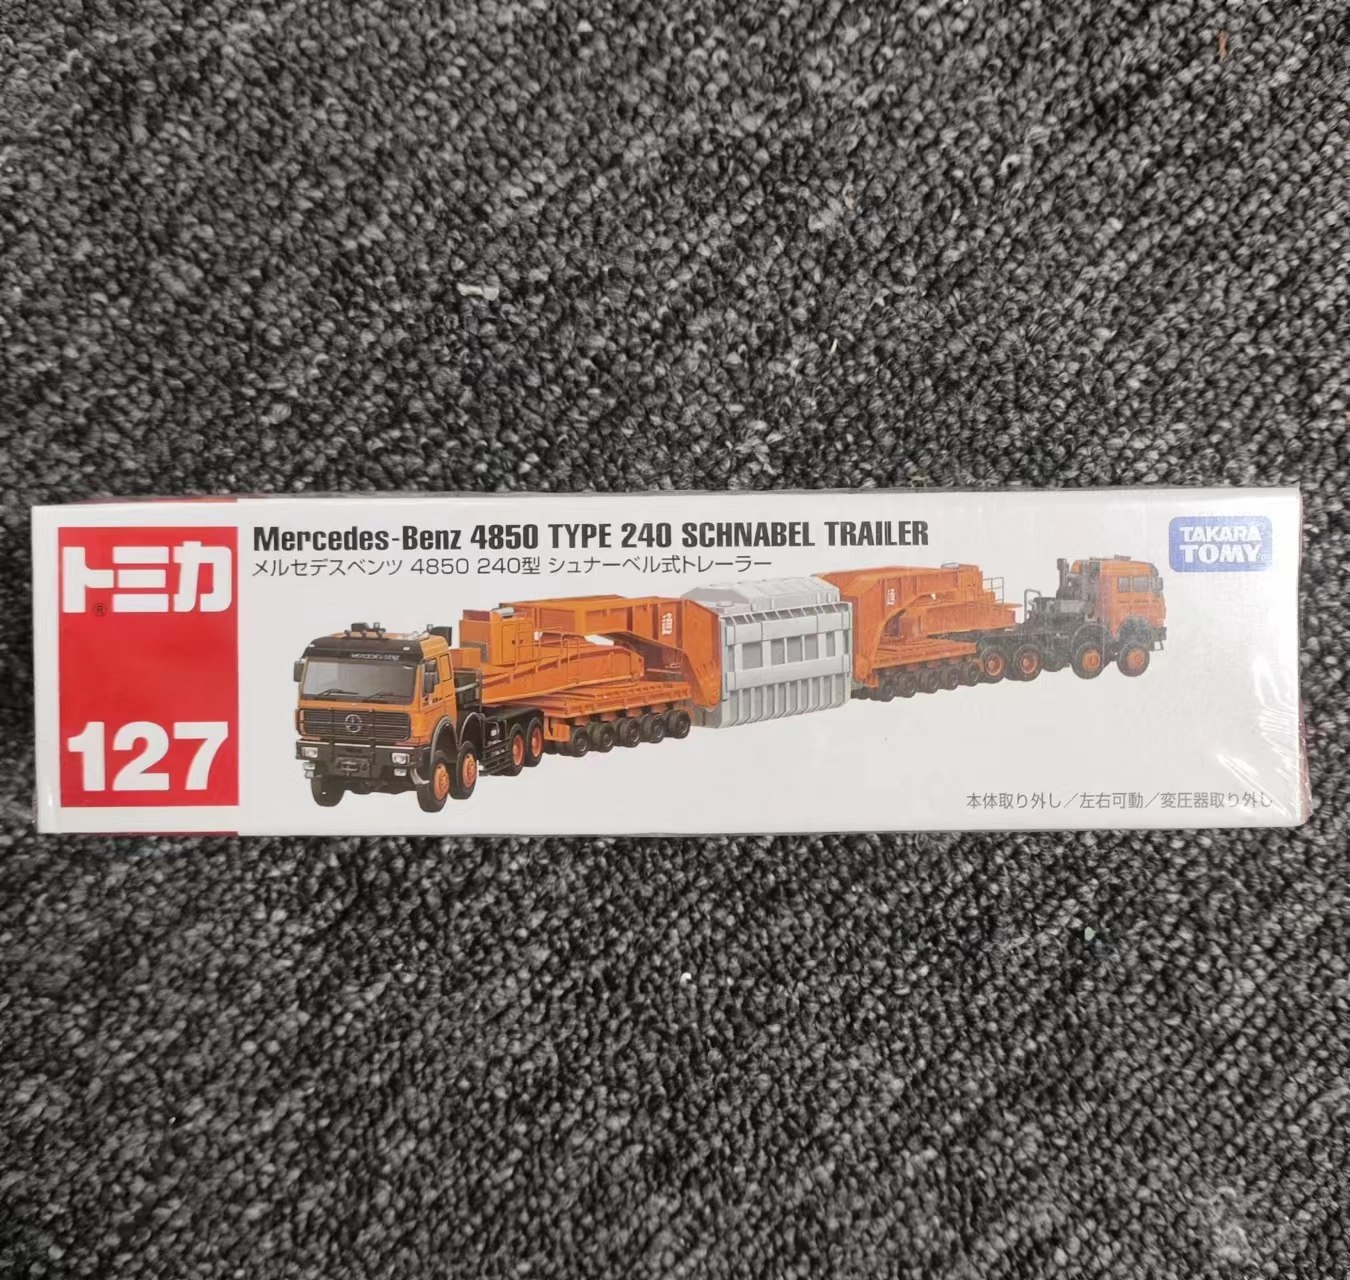 トミカ
®
127
Mercedes-Benz 4850 TYPE 240 SCHNABEL TRAILER
メルセデスベンツ 4850 240型 シュナーベル式トレーラー
TAKARA
TOMY
MERCEDES-BENZ
本体取り外し／左右可動／変圧器取り外し